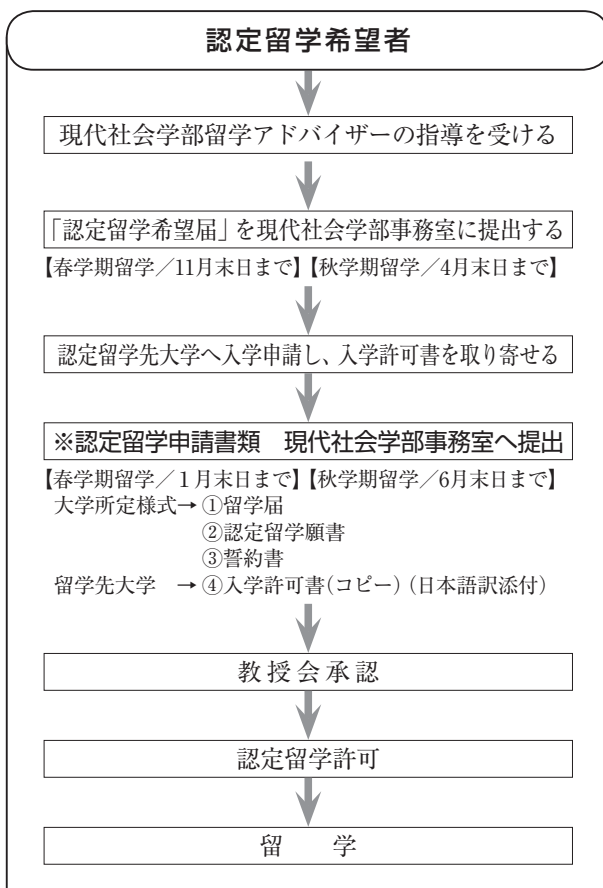 認定留学希望者
現代社会学部留学アドバイザーの指導を受ける
「認定留学希望届」を現代社会学部事務室に提出する
【春学期留学／11月末日まで】【秋学期留学／4月末日まで】
認定留学先大学へ入学申請し、入学許可書を取り寄せる
※認定留学申請書類　現代社会学部事務室へ提出
【春学期留学／１月末日まで】【秋学期留学／6月末日まで】
大学所定様式→ ①留学届
②認定留学願書
③誓約書
留学先大学　→ ④入学許可書(コピー) (日本語訳添付)
教授会承認
認定留学許可
留　　学